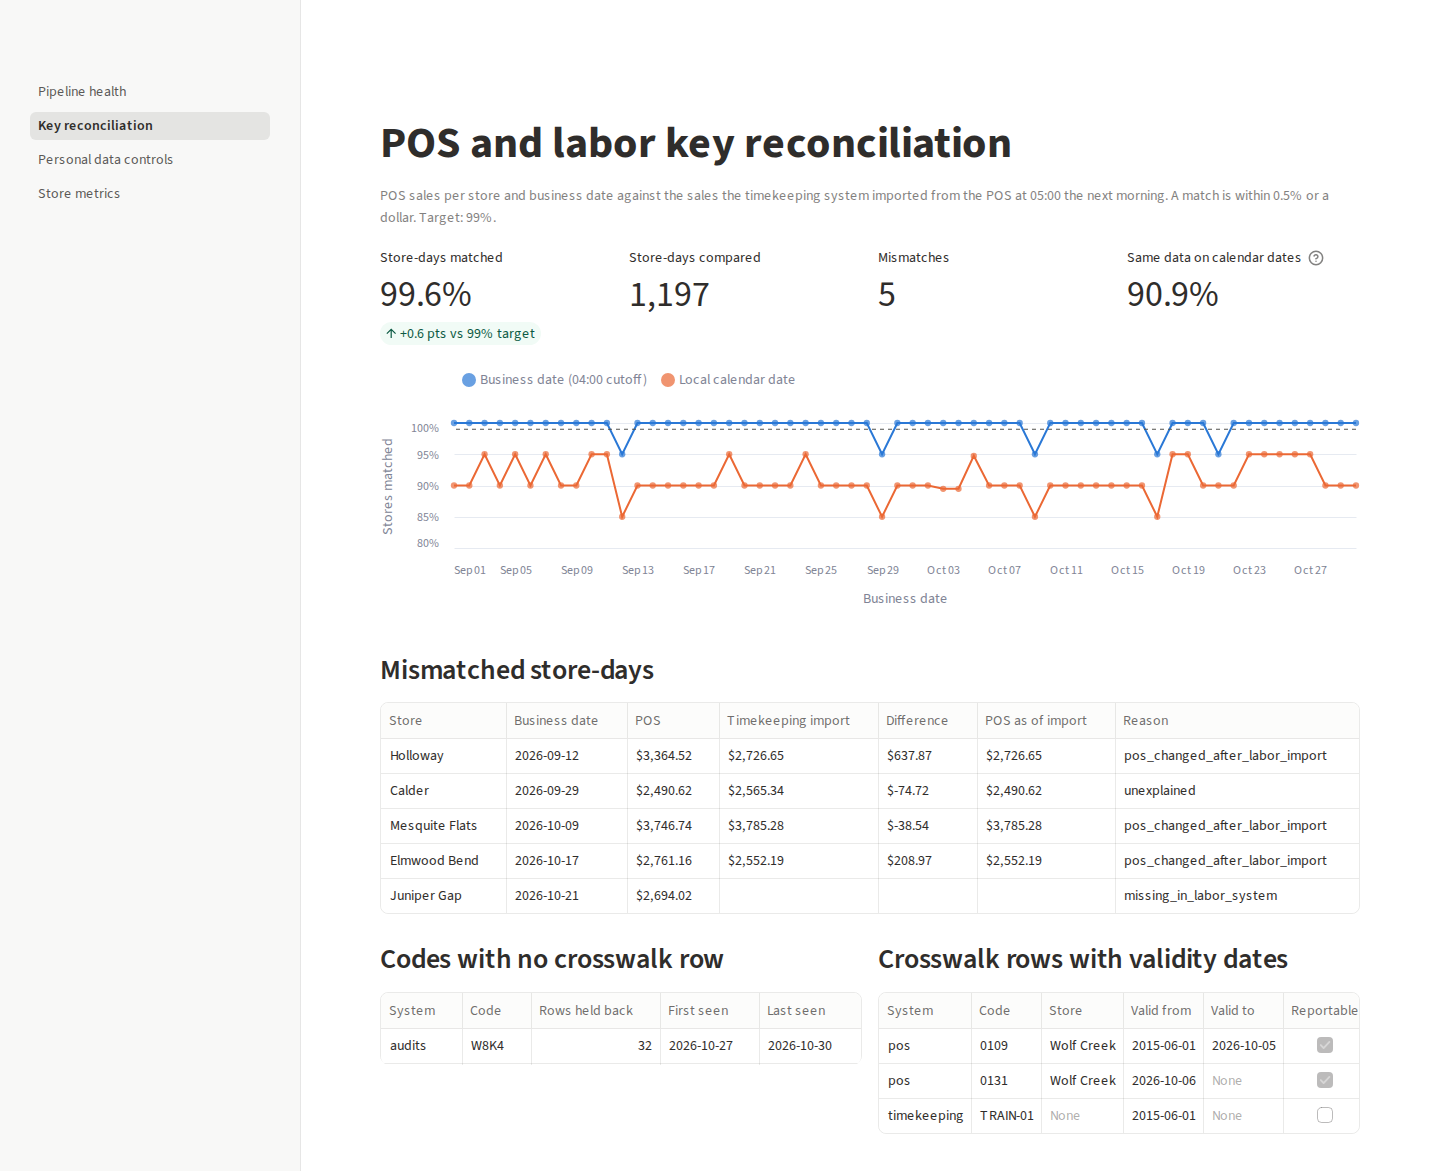 Pipeline health
Key reconciliation
Personal data controls
Store metrics
POS and labor key reconciliation
POS sales per store and business date against the sales the timekeeping system imported from the POS at 05:00 the next morning. A match is within 0.5% or a
dollar. Target: 99%.
Store-days matched
99.6%
+0.6 pts vs 99% target
Store-days compared
1,197
Mismatches
5
Same data on calendar dates
90.9%
Business date (04:00 cutoff) Local calendar date
Stores matched
100%
95%
90%
85%
80%
Sep 01 Sep 05 Sep 09 Sep 13 Sep 17 Sep 21 Sep 25 Sep 29 Oct 03 Oct 07 Oct 11 Oct 15 Oct 19 Oct 23 Oct 27
Business date
Mismatched store-days
Store Business date POS Timekeeping import Difference POS as of import Reason
Holloway 2026-09-12 $3,364.52 $2,726.65 $637.87 $2,726.65 pos_changed_after_labor_import
Calder 2026-09-29 $2,490.62 $2,565.34 $-74.72 $2,490.62 unexplained
Mesquite Flats 2026-10-09 $3,746.74 $3,785.28 $-38.54 $3,785.28 pos_changed_after_labor_import
Elmwood Bend 2026-10-17 $2,761.16 $2,552.19 $208.97 $2,552.19 pos_changed_after_labor_import
Juniper Gap 2026-10-21 $2,694.02 missing_in_labor_system
Codes with no crosswalk row
System Code Rows held back First seen Last seen
audits W8K4 32 2026-10-27 2026-10-30
Crosswalk rows with validity dates
System Code Store Valid from Valid to Reportable
pos 0109 Wolf Creek 2015-06-01 2026-10-05
pos 0131 Wolf Creek 2026-10-06 None
timekeeping TRAIN-01 None 2015-06-01 None